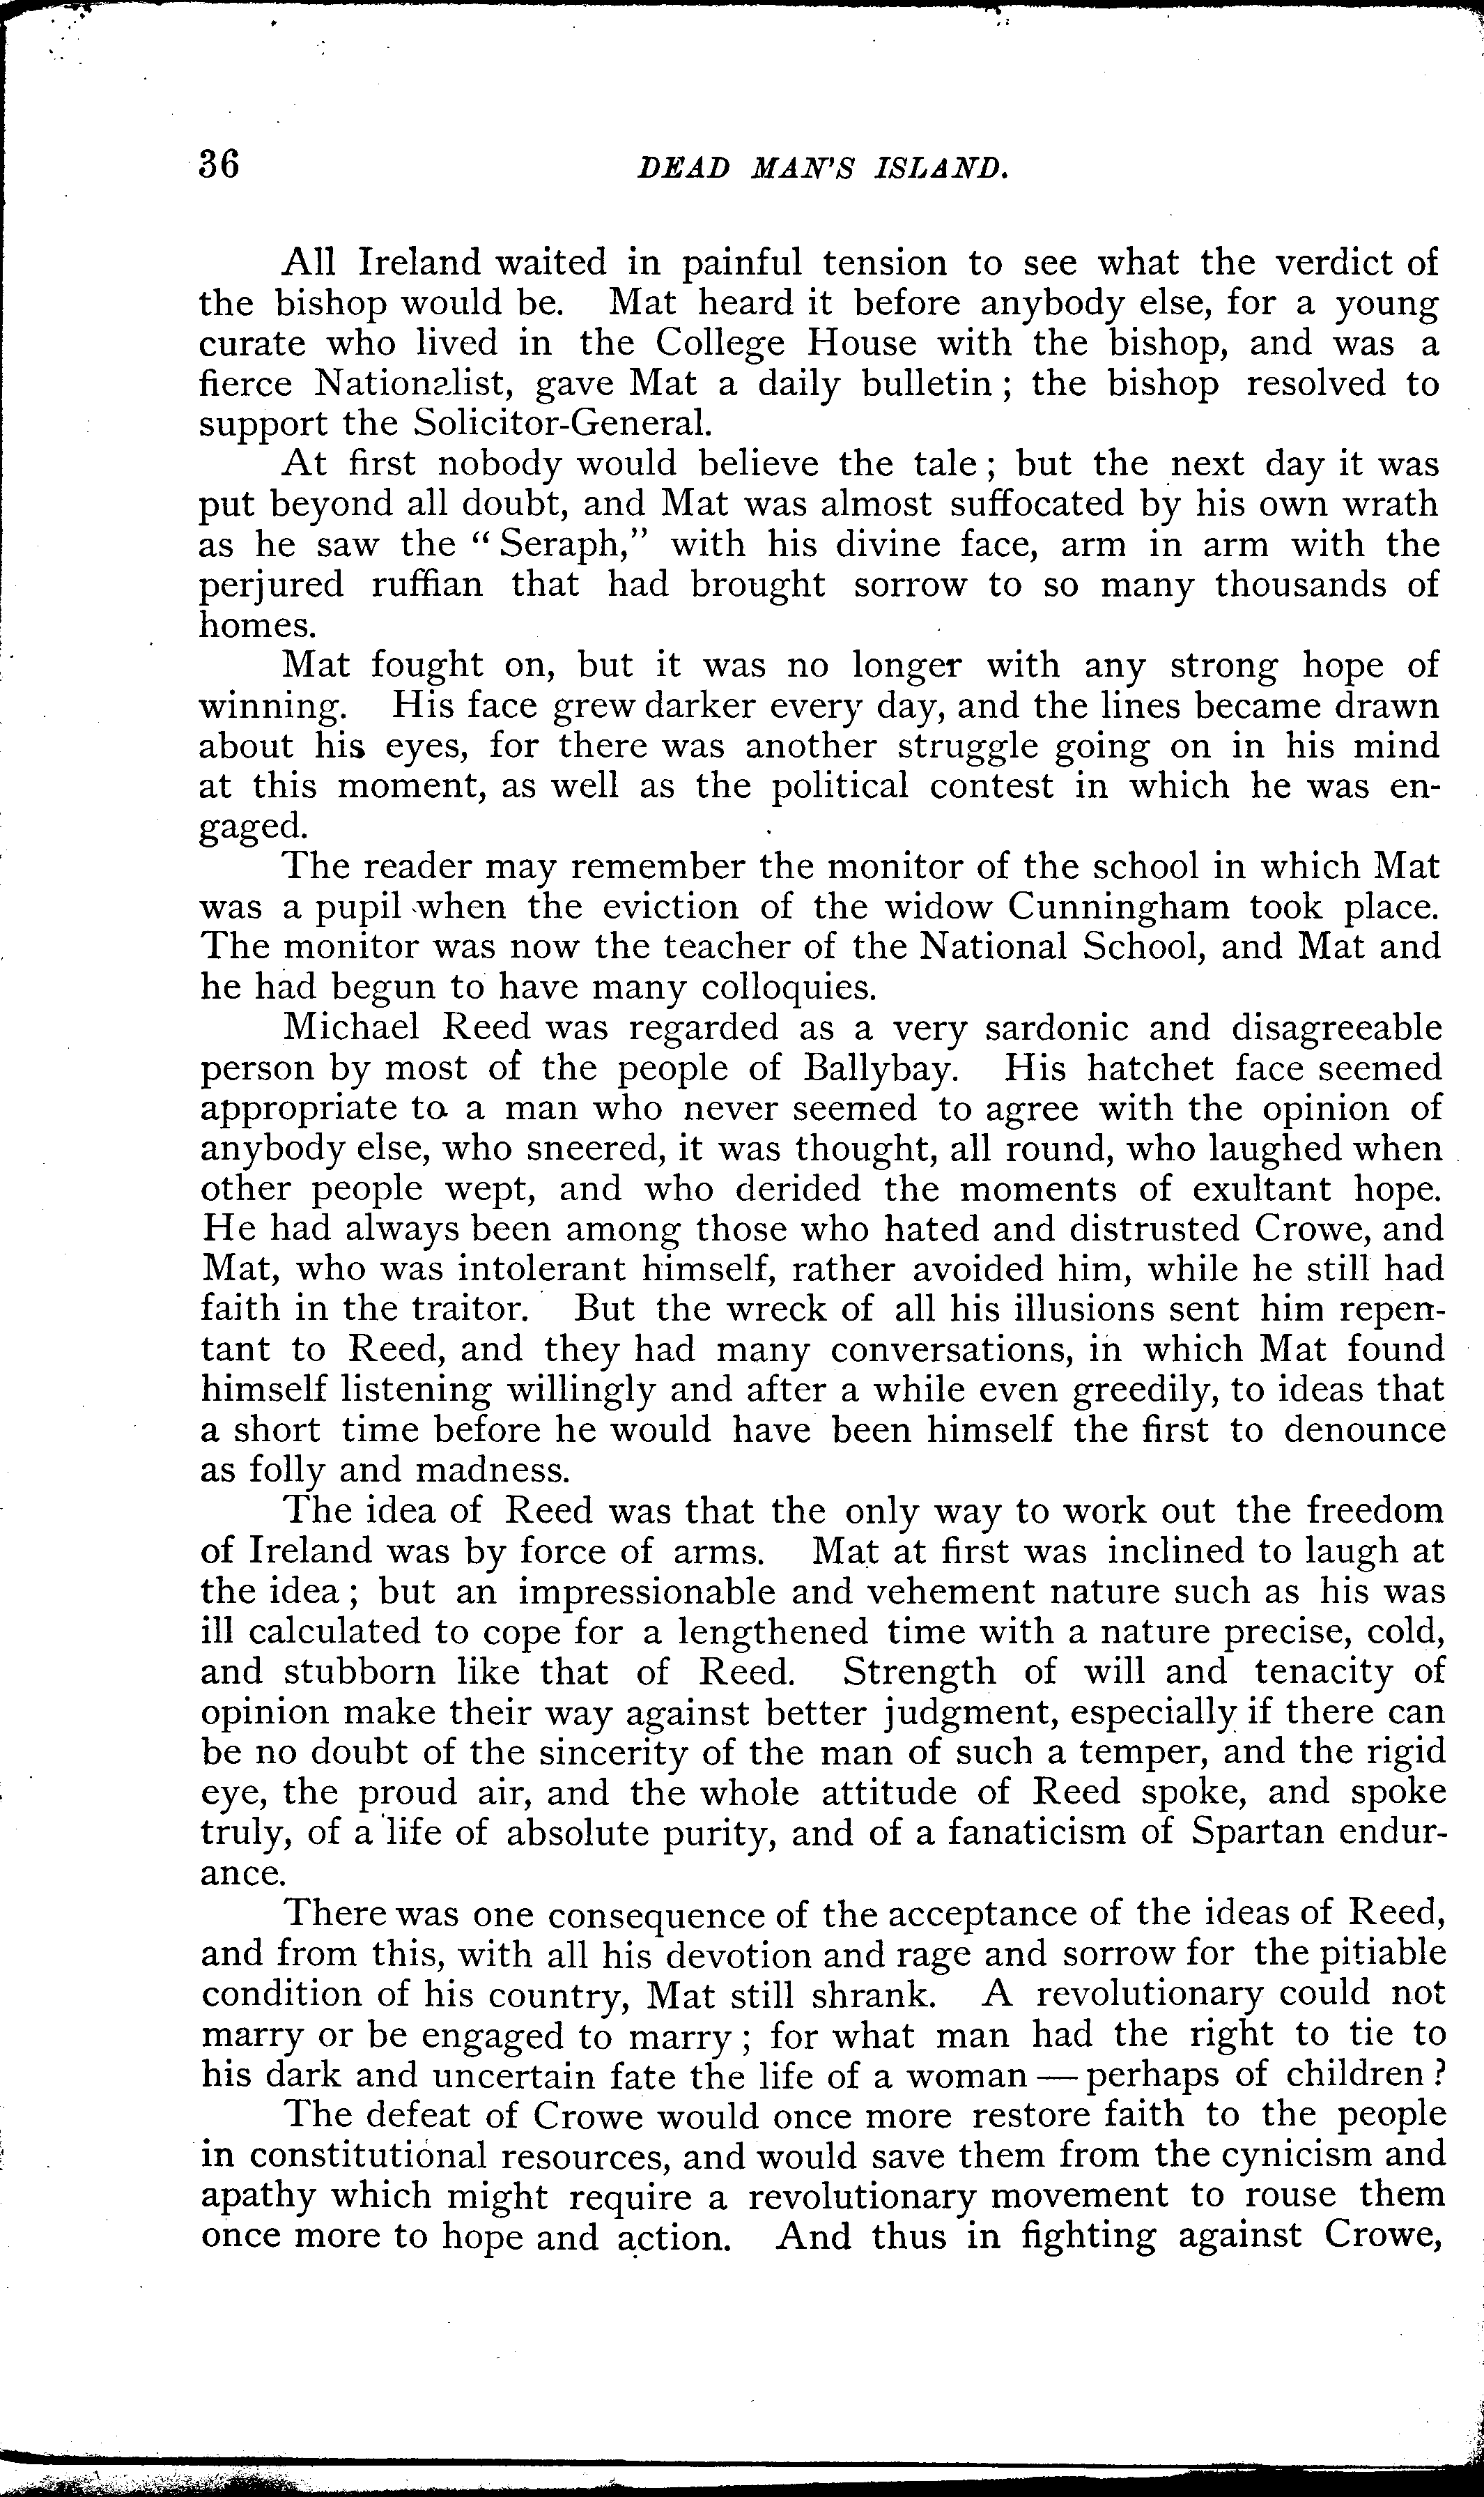 36 DEAD MAN'S ISLAND.
All Ireland waited in painful tension to see what the verdict of
the bishop would be. Mat heard it before anybody else, for a young
curate who lived in the College House with the bishop, and was a
fierce Nationalist, gave Mat a daily bulletin ; the bishop resolved to
support the Solicitor-General.
At first nobody would believe the tale ; but the next day it was
put beyond all doubt, and Mat was almost suffocated by his own wrath
as he saw the “ Seraph,” with his divine face, arm in arm with the
perjured ruffian that had brought sorrow to so many thousands of
homes.
Mat fought on, but it was no longer with any strong hope of
winning. His face grew darker every day, and the lines became drawn
about his eyes, for there was another struggle going on in his mind
at this moment, as well as the political contest in which he was en-
gaged.
The reader may remember the monitor of the school in which Mat
was a pupil when the eviction of the widow Cunningham took place.
The monitor was now the teacher of the National School, and Mat and
he had begun to have many colloquies.
Michael Reed was regarded as a very sardonic and disagreeable
person by most of the people of Ballybay. His hatchet face seemed
appropriate to a man who never seemed to agree with the opinion of
anybody else, who sneered, it was thought, all round, who laughed when
other people wept, and who derided the moments of exultant hope.
He had always been among those who hated and distrusted Crowe, and
Mat, who was intolerant himself, rather avoided him, while he still had
faith in the traitor. But the wreck of all his illusions sent him repen-
tant to Reed, and they had many conversations, in which Mat found
himself listening willingly and after a while even greedily, to ideas that
a short time before he would have been himself the first to denounce
as folly and madness.
The idea of Reed was that the only way to work out the freedom
of Ireland was by force of arms. Mat at first was inclined to laugh at
the idea ; but an impressionable and vehement nature such as his was
ill calculated to cope for a lengthened time with a nature precise, cold,
and stubborn like that of Reed. Strength of will and tenacity of
opinion make their way against better judgment, especially if there can
be no doubt of the sincerity of the man of such a temper, and the rigid
eye, the proud air, and the whole attitude of Reed spoke, and spoke
truly, of a life of absolute purity, and of a fanaticism of Spartan endur-
ance.
There was one consequence of the acceptance of the ideas of Reed,
and from this, with all his devotion and rage and sorrow for the pitiable
condition of his country, Mat still shrank. A revolutionary could not
marry or be engaged to marry ; for what man had the right to tie to
his dark and uncertain fate the life of a woman — perhaps of children ?
The defeat of Crowe would once more restore faith to the people
in constitutional resources, and would save them from the cynicism and
apathy which might require a revolutionary movement to rouse them
once more to hope and action. And thus in fighting against Crowe,